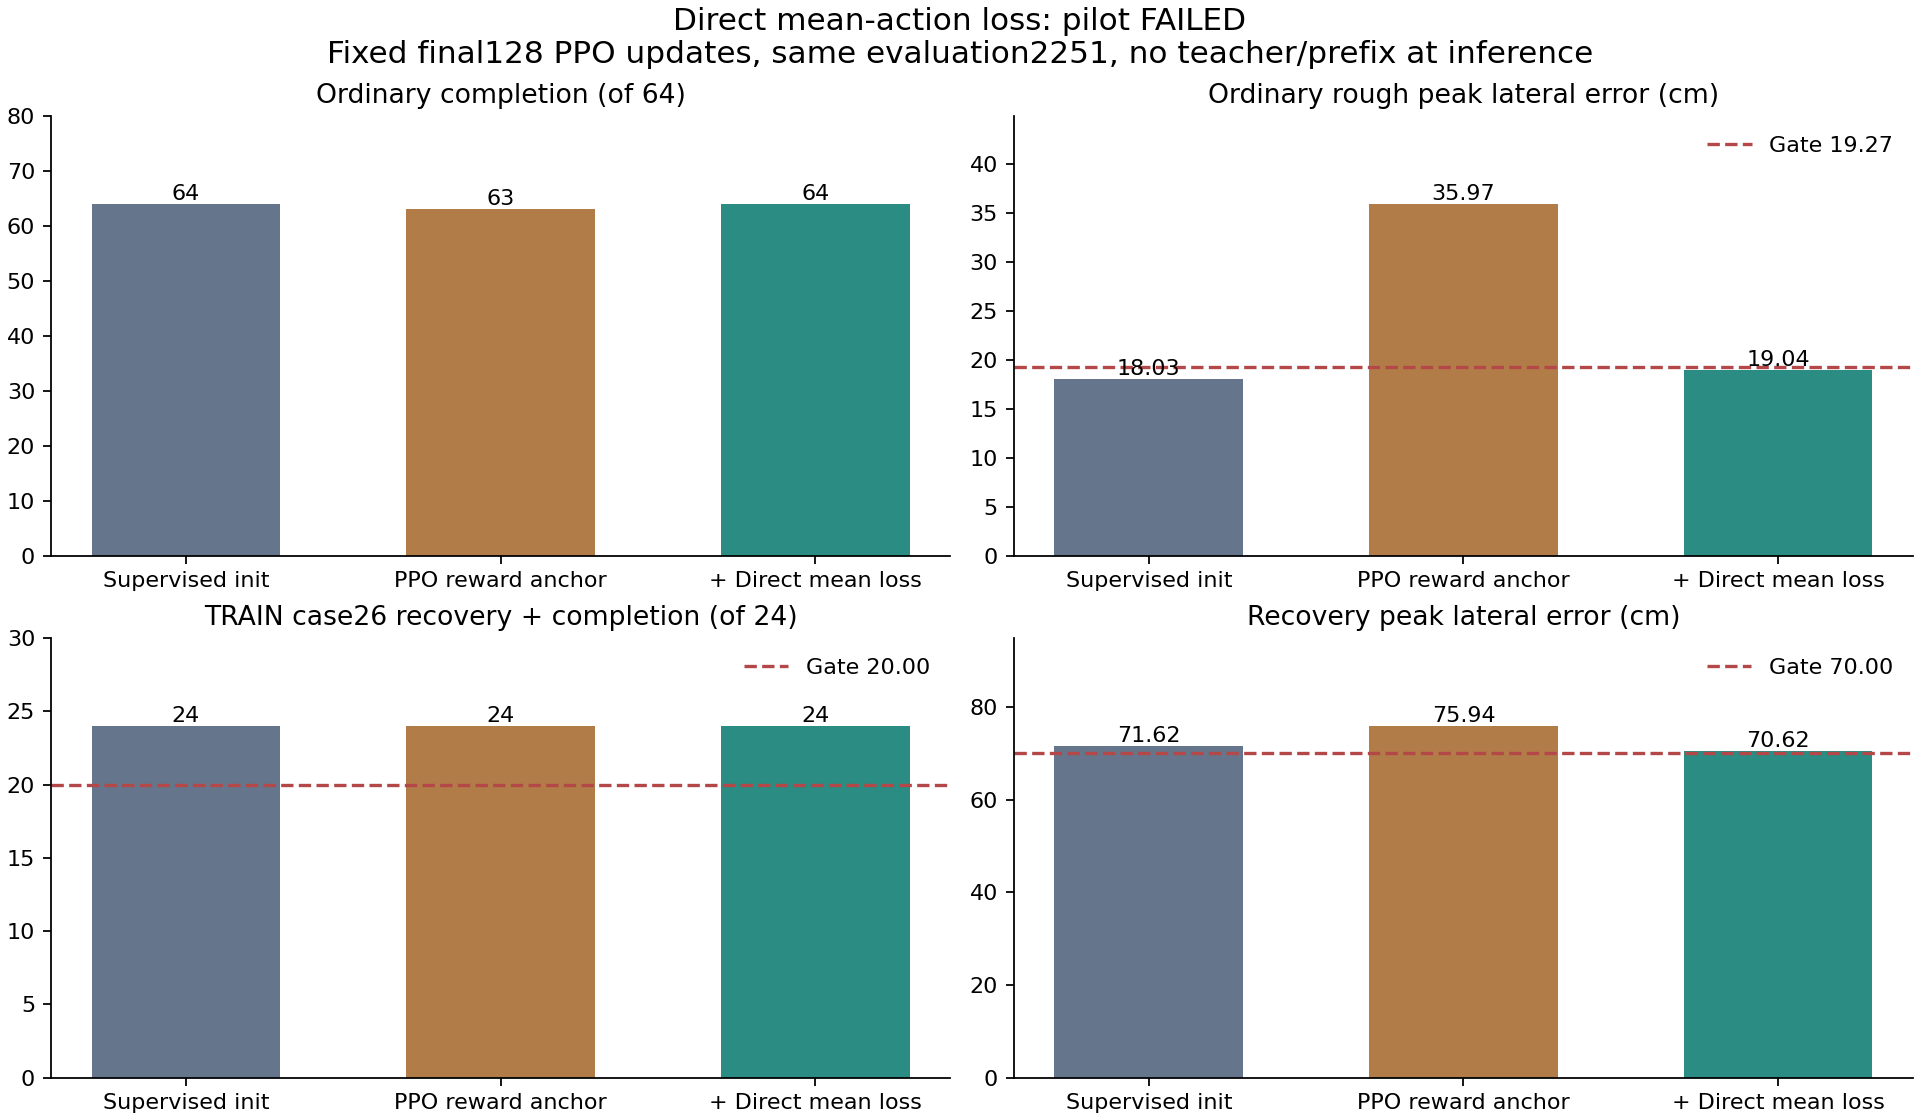 Direct mean-action loss: pilot FAILED
Fixed final128 PPO updates, same evaluation2251, no teacher/prefix at inference
Ordinary completion (of 64)
80
70
60
50
40
30
20
10
0
64
63
64
Supervised init
PPO reward anchor
+ Direct mean loss
Ordinary rough peak lateral error (cm)
Gate 19.27
40
35
30
25
20
15
10
5
0
18.03
35.97
19.04
Supervised init
PPO reward anchor
+ Direct mean loss
TRAIN case26 recovery + completion (of 24)
Gate 20.00
30
25
20
15
10
5
0
24
24
24
Supervised init
PPO reward anchor
+ Direct mean loss
Recovery peak lateral error (cm)
Gate 70.00
80
60
40
20
0
71.62
75.94
70.62
Supervised init
PPO reward anchor
+ Direct mean loss